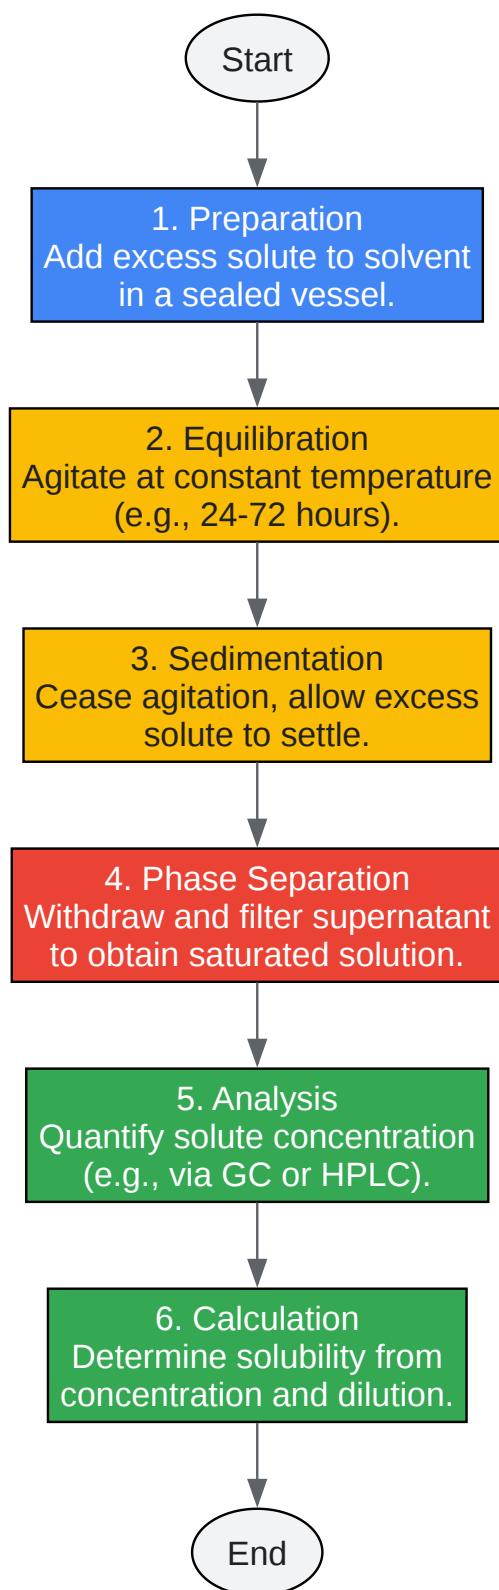 Start
1. Preparation
Add excess solute to solvent
in a sealed vessel.
2. Equilibration
Agitate at constant temperature
(e.g., 24-72 hours).
3. Sedimentation
Cease agitation, allow excess
solute to settle.
4. Phase Separation
Withdraw and filter supernatant
to obtain saturated solution.
5. Analysis
Quantify solute concentration
(e.g., via GC or HPLC).
6. Calculation
Determine solubility from
concentration and dilution.
End